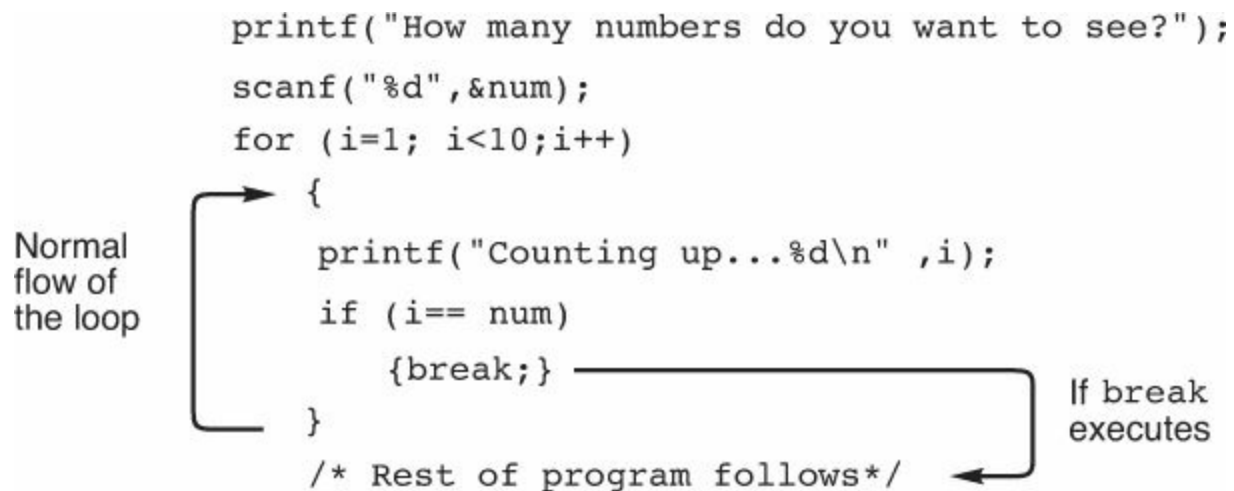 printf("How many numbers do you want to see?");
scanf("%d",&num);
for (i=1; i<10;i++)
{
Normal
flow of
the loop
printf("Counting up...%d\n" ,i);
if (i== num)
{break;}
}
If break
executes
/* Rest of program follows*/